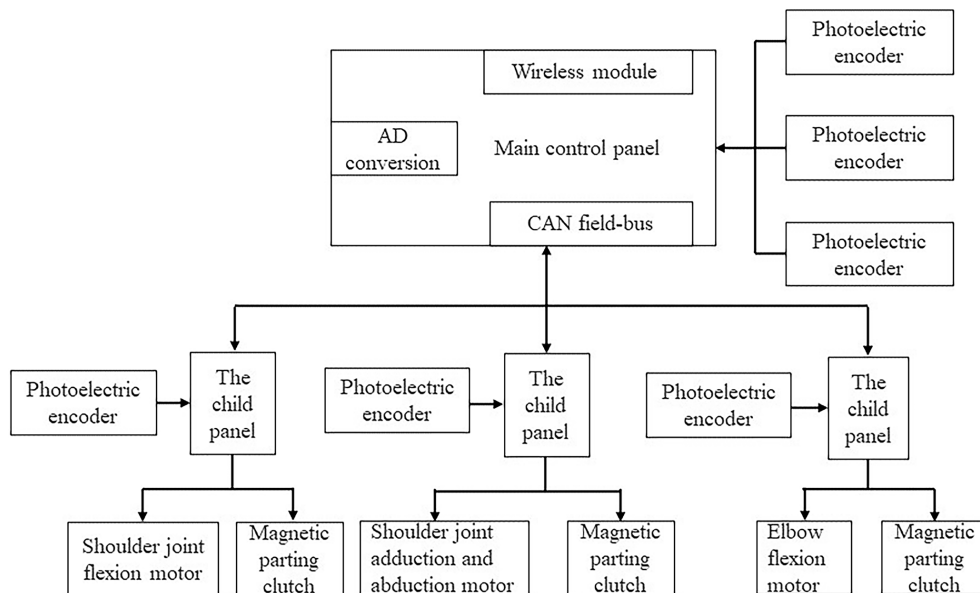 Photoelectric
encoder
Wireless module
AD
conversion
Main control panel
Photoelectric
encoder
CAN field-bus
Photoelectric
encoder
Photoelectric
encoder
The
child
panel
Photoelectric
encoder
The
child
panel
Photoelectric
encoder
The
child
panel
Shoulder joint
flexion motor
Magnetic
parting
clutch
Shoulder joint
adduction and
abduction motor
Magnetic
parting
clutch
Elbow
flexion
motor
Magnetic
parting
clutch